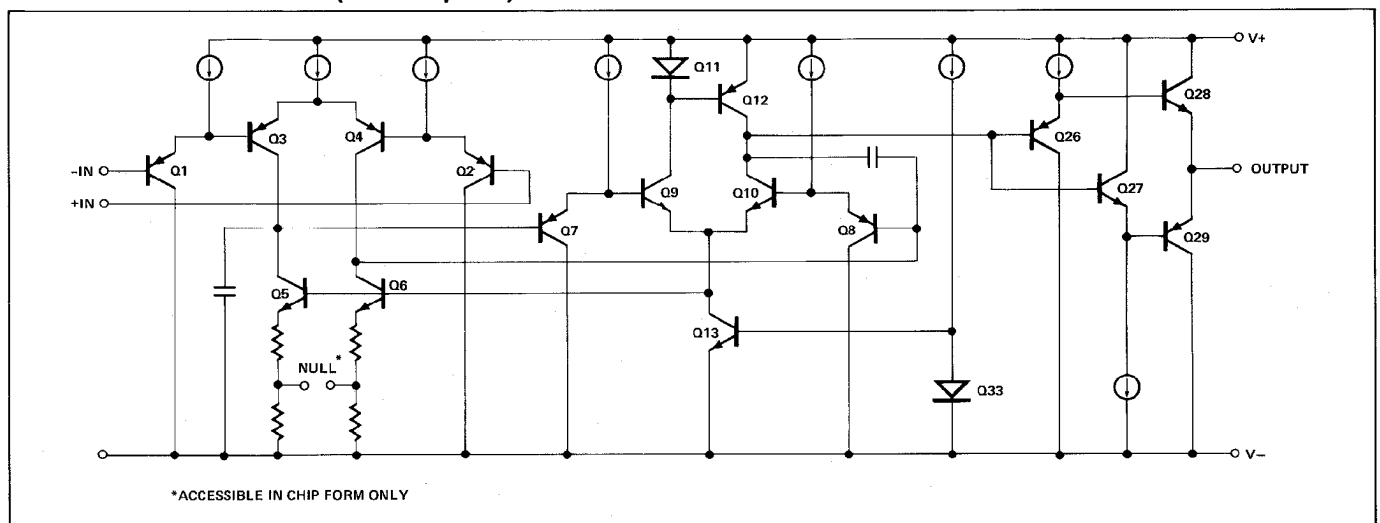 V+
Q11
Q12
Q3
Q4
Q26
Q28
-IN
Q1
Q2
+IN
Q9
Q10
Q27
OUTPUT
Q7
Q8
Q29
Q5
Q6
Q13
NULL*
Q33
V-
*ACCESSIBLE IN CHIP FORM ONLY